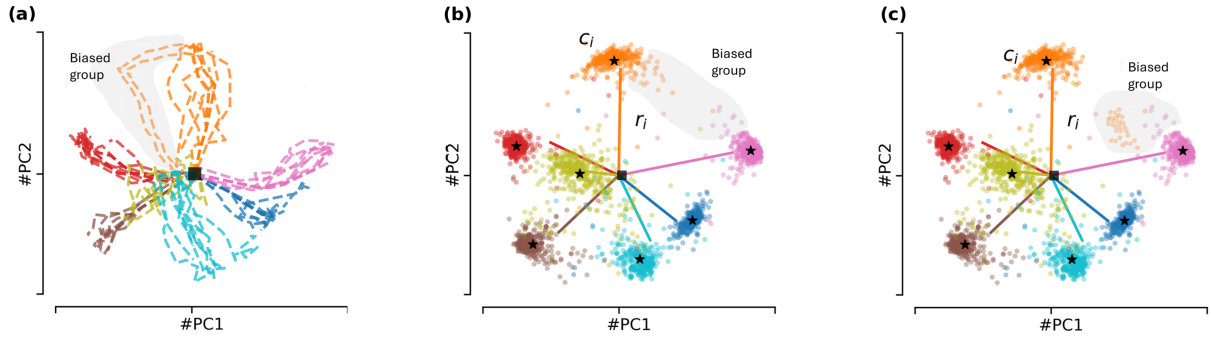 (a)
Biased
group
#PC2
#PC1
(b)
c_i
Biased
group
r_i
#PC2
#PC1
(c)
c_i
Biased
group
r_i
#PC2
#PC1